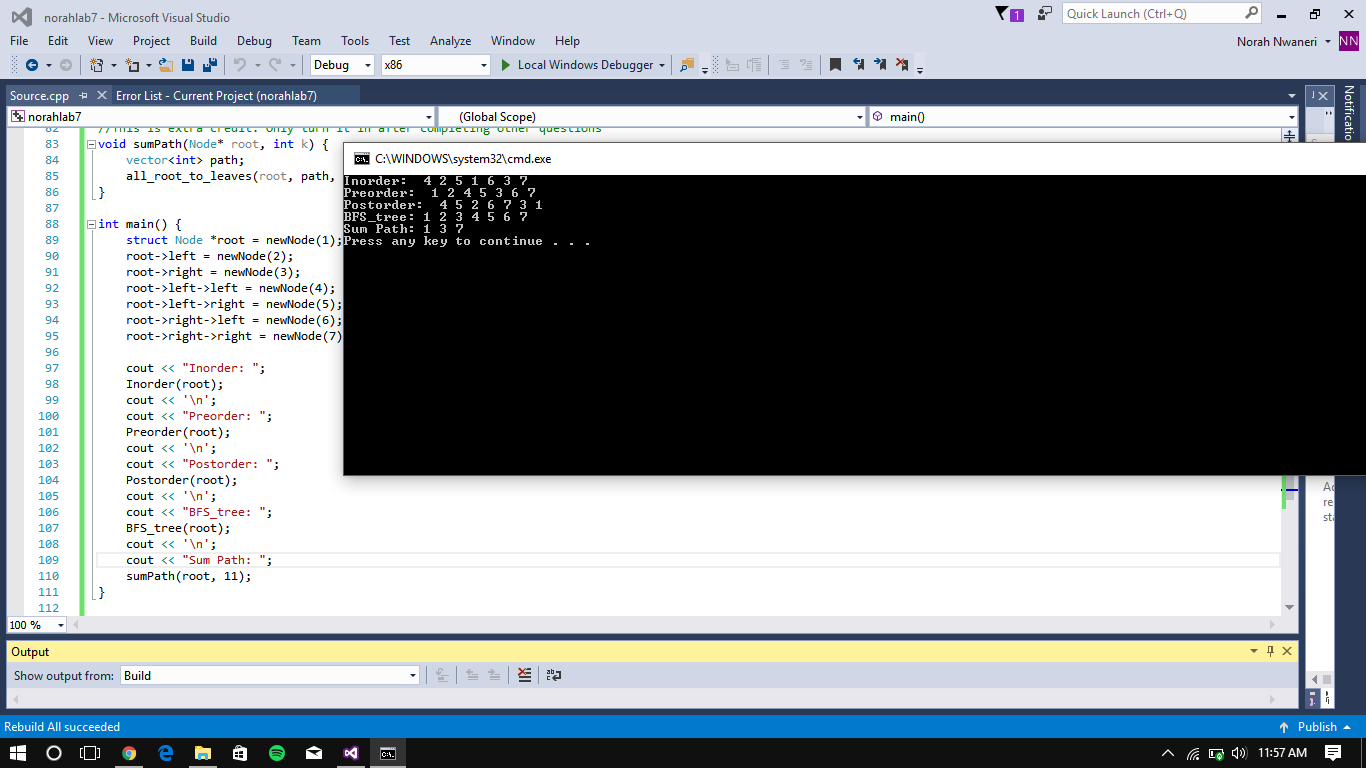 norahlab7 - Microsoft Visual Studio
1
Quick Launch (Ctrl+Q)
File Edit View Project Build Debug Team Tools Test Analyze Window Help
Norah Nwaneri NN
Debug x86 Local Windows Debugger
Source.cpp Error List - Current Project (norahlab7)
norahlab7 (Global Scope) main()
Notificatio
82 //This is extra credit. Only turn it in after completing other questions
83 void sumPath(Node* root, int k) {
84 vector<int> path;
85 all_root_to_leaves(root, path,
86 }
87
88 int main() {
89 struct Node *root = newNode(1);
90 root->left = newNode(2);
91 root->right = newNode(3);
92 root->left->left = newNode(4);
93 root->left->right = newNode(5);
94 root->right->left = newNode(6);
95 root->right->right = newNode(7)
96
97 cout << "Inorder: ";
98 Inorder(root);
99 cout << '\n';
100 cout << "Preorder: ";
101 Preorder(root);
102 cout << '\n';
103 cout << "Postorder: ";
104 Postorder(root);
105 cout << '\n';
106 cout << "BFS_tree: ";
107 BFS_tree(root);
108 cout << '\n';
109 cout << "Sum Path: ";
110 sumPath(root, 11);
111 }
112
C:\WINDOWS\system32\cmd.exe
Inorder:  4 2 5 1 6 3 7
Preorder:  1 2 4 5 3 6 7
Postorder:  4 5 2 6 7 3 1
BFS_tree: 1 2 3 4 5 6 7
Sum Path: 1 3 7
Press any key to continue . . .
re
sta
100 %
Output
Show output from: Build
Rebuild All succeeded
Publish
11:57 AM